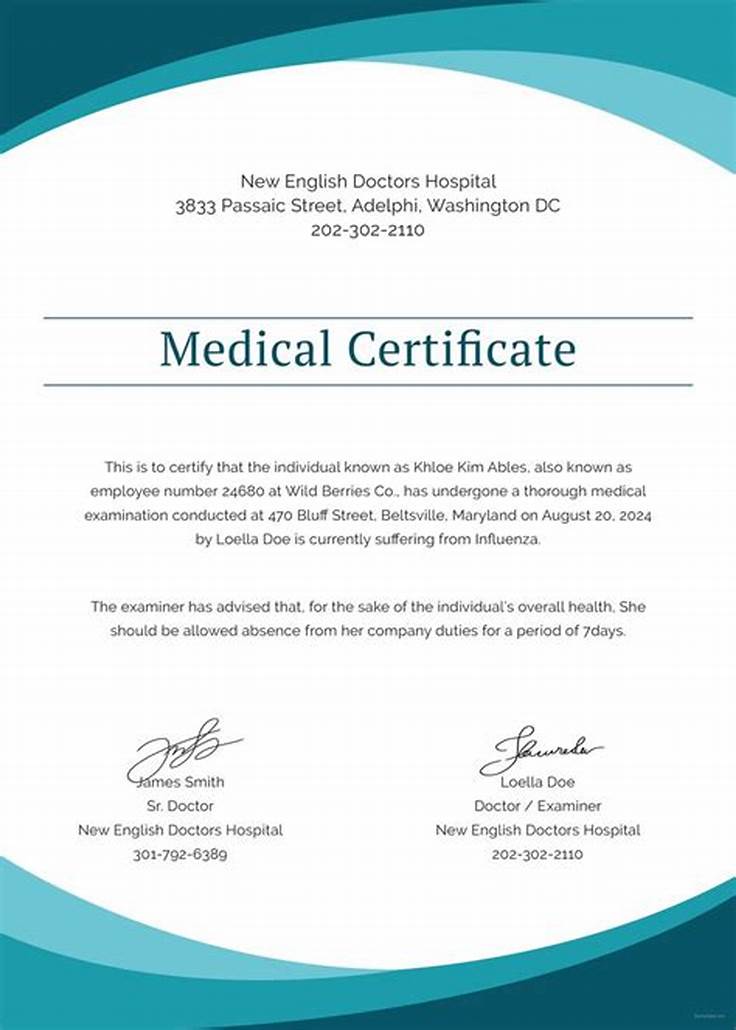 New English Doctors Hospital
3833 Passaic Street, Adelphi, Washington DC
202-302-2110
Medical Certificate
This is to certify that the individual known as Khloe Kim Ables, also known as
employee number 24680 at Wild Berries Co., has undergone a thorough medical
examination conducted at 470 Bluff Street, Beltsville, Maryland on August 20, 2024
by Loella Doe is currently suffering from Influenza.
The examiner has advised that, for the sake of the individual's overall health, She
should be allowed absence from her company duties for a period of 7days.
James Smith
Sr. Doctor
New English Doctors Hospital
301-792-6389
Loella Doe
Doctor / Examiner
New English Doctors Hospital
202-302-2110